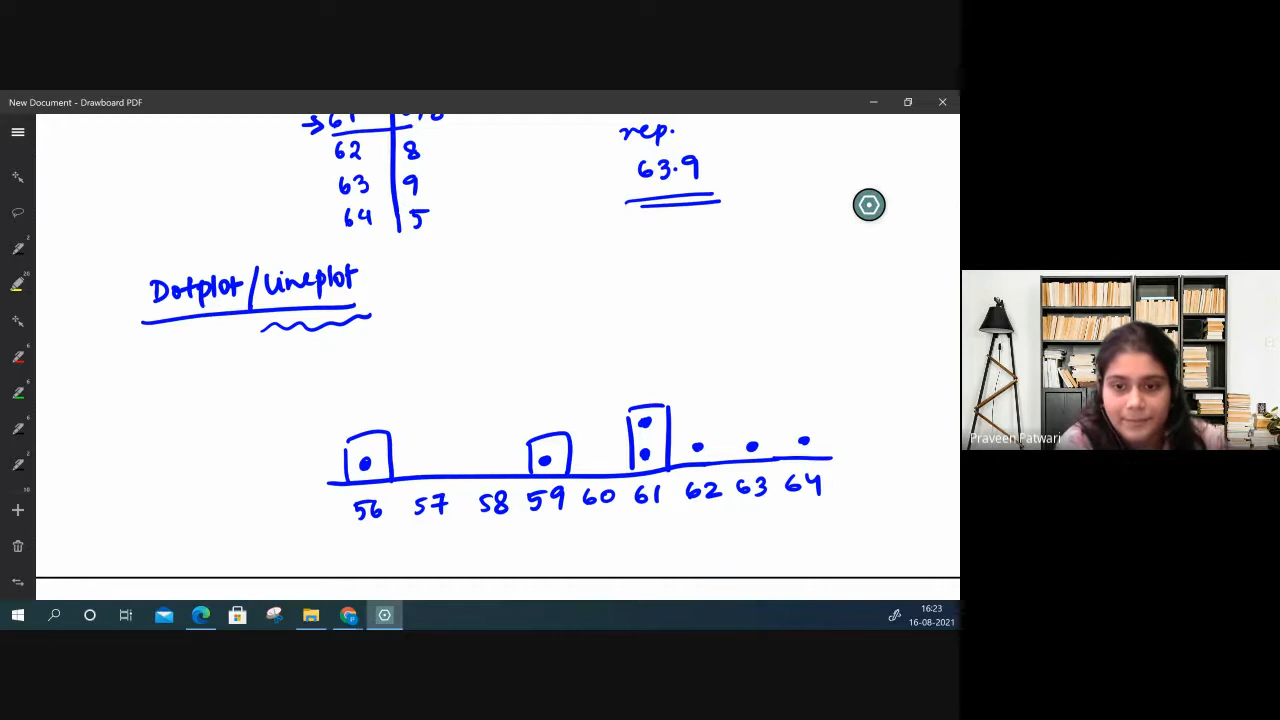 New Document - Drawboard PDF
62 8
rep.
63.9
63 9
64 5
Dotplot/Lineplot
56 57 58 59 60 61 62 63 64
Praveen Patwari
16:23
16-08-2021